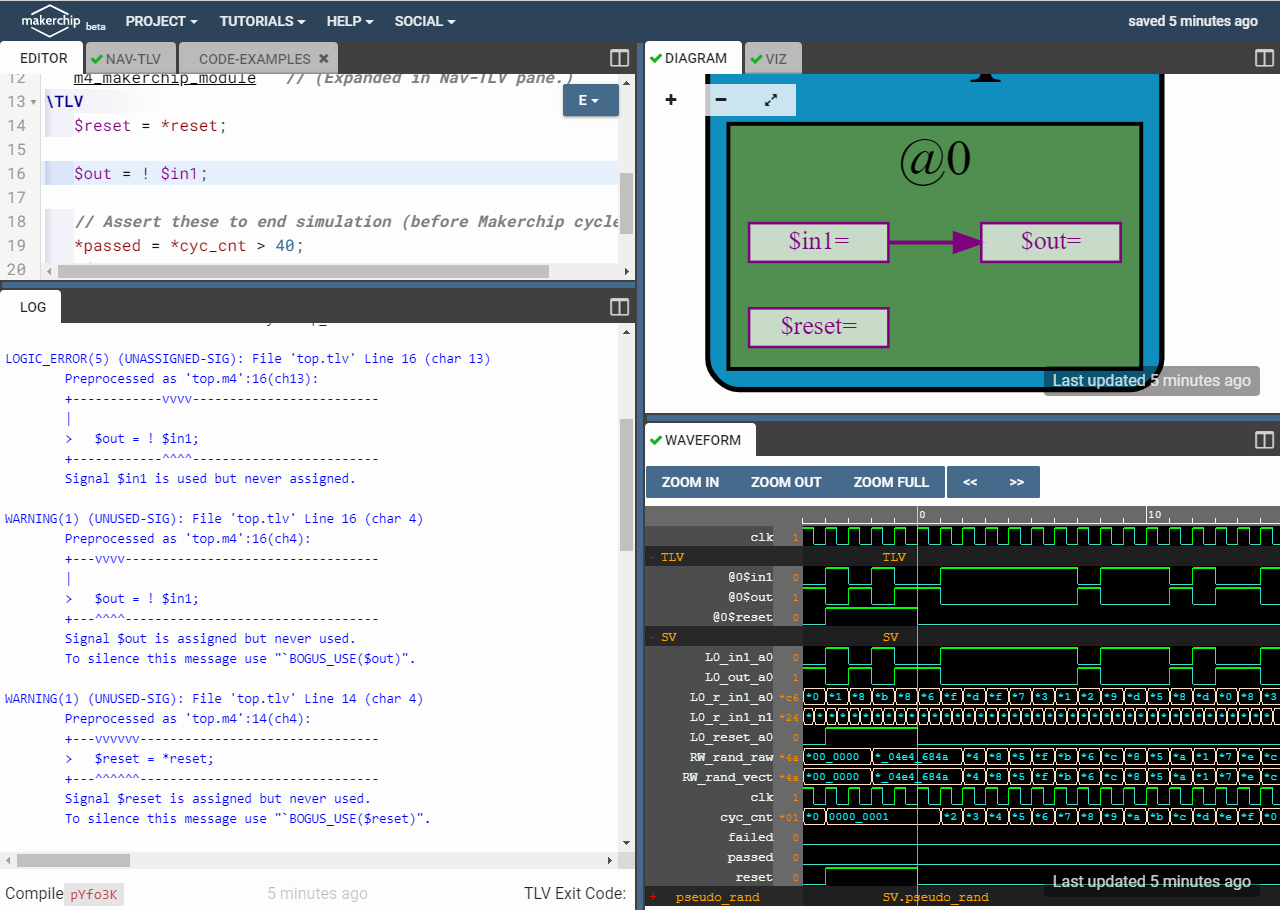 makerchip beta PROJECT TUTORIALS HELP SOCIAL saved 5 minutes ago
EDITOR NAV-TLV CODE-EXAMPLES
12 m4_makerchip_module // (Expanded in Nav-TLV pane.)
13 \TLV
E
14 $reset = *reset;
15
16 $out = ! $in1;
17
18 // Assert these to end simulation (before Makerchip cycle
19 *passed = *cyc_cnt > 40;
20
LOG
LOGIC_ERROR(5) (UNASSIGNED-SIG): File 'top.tlv' Line 16 (char 13)
Preprocessed as 'top.m4':16(ch13):
+------------vvvv-------------------------
|
> $out = ! $in1;
+------------^^^^-------------------------
Signal $in1 is used but never assigned.
WARNING(1) (UNUSED-SIG): File 'top.tlv' Line 16 (char 4)
Preprocessed as 'top.m4':16(ch4):
+---vvvv----------------------------------
|
> $out = ! $in1;
+---^^^^----------------------------------
Signal $out is assigned but never used.
To silence this message use "`BOGUS_USE($out)".
WARNING(1) (UNUSED-SIG): File 'top.tlv' Line 14 (char 4)
Preprocessed as 'top.m4':14(ch4):
+---vvvvvv--------------------------------
> $reset = *reset;
+---^^^^^^--------------------------------
Signal $reset is assigned but never used.
To silence this message use "`BOGUS_USE($reset)".
Compile pYfo3K 5 minutes ago TLV Exit Code:
DIAGRAM VIZ
+ −
@0
$in1= $out=
$reset=
Last updated 5 minutes ago
WAVEFORM
ZOOM IN ZOOM OUT ZOOM FULL << >>
0 10
clk 1
- TLV TLV
@0$in1 0
@0$out 1
@0$reset 0
- SV SV
L0_in1_a0 0
L0_out_a0 1
L0_r_in1_a0 *c6 *0 *1 *8 *b *8 *6 *f *d *f *7 *3 *1 *2 *9 *d *5 *8 *d *0 *8 *3
L0_r_in1_n1 *24 * * * * * * * * * * * * * * * * * * * * * * * * * * * * * * * * * * * * * * * *
L0_reset_a0 0
RW_rand_raw *4a *00_0000 *_04e4_684a *4 *8 *5 *f *b *6 *c *8 *5 *a *1 *7 *e *c
RW_rand_vect *4a *00_0000 *_04e4_684a *4 *8 *5 *f *b *6 *c *8 *5 *a *1 *7 *e *c
clk 1
cyc_cnt *01 *0 0000_0001 *2 *3 *4 *5 *6 *7 *8 *9 *a *b *c *d *e *f *0
failed 0
passed 0
reset 0
Last updated 5 minutes ago
+ pseudo_rand SV.pseudo_rand